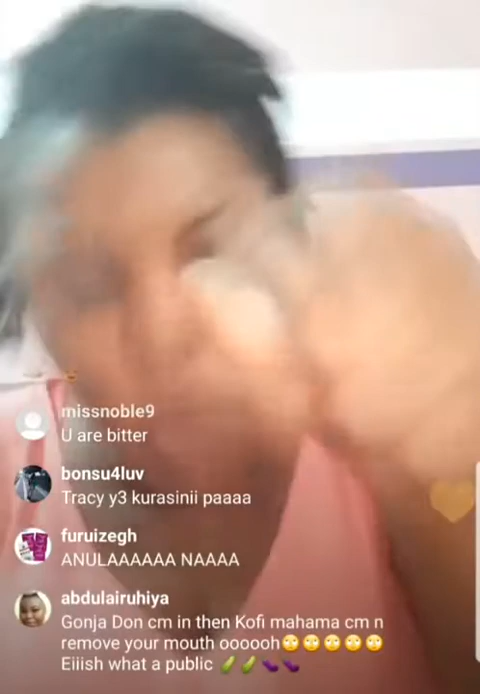 missnoble9
U are bitter
bonsu4luv
Tracy y3 kurasinii paaaa
furuizegh
ANULAAAAAA NAAAA
abdulairuhiya
Gonja Don cm in then Kofi mahama cm n
remove your mouth oooooh🙄🙄🙄🙄🙄
Eiiish what a public 🍆🍆